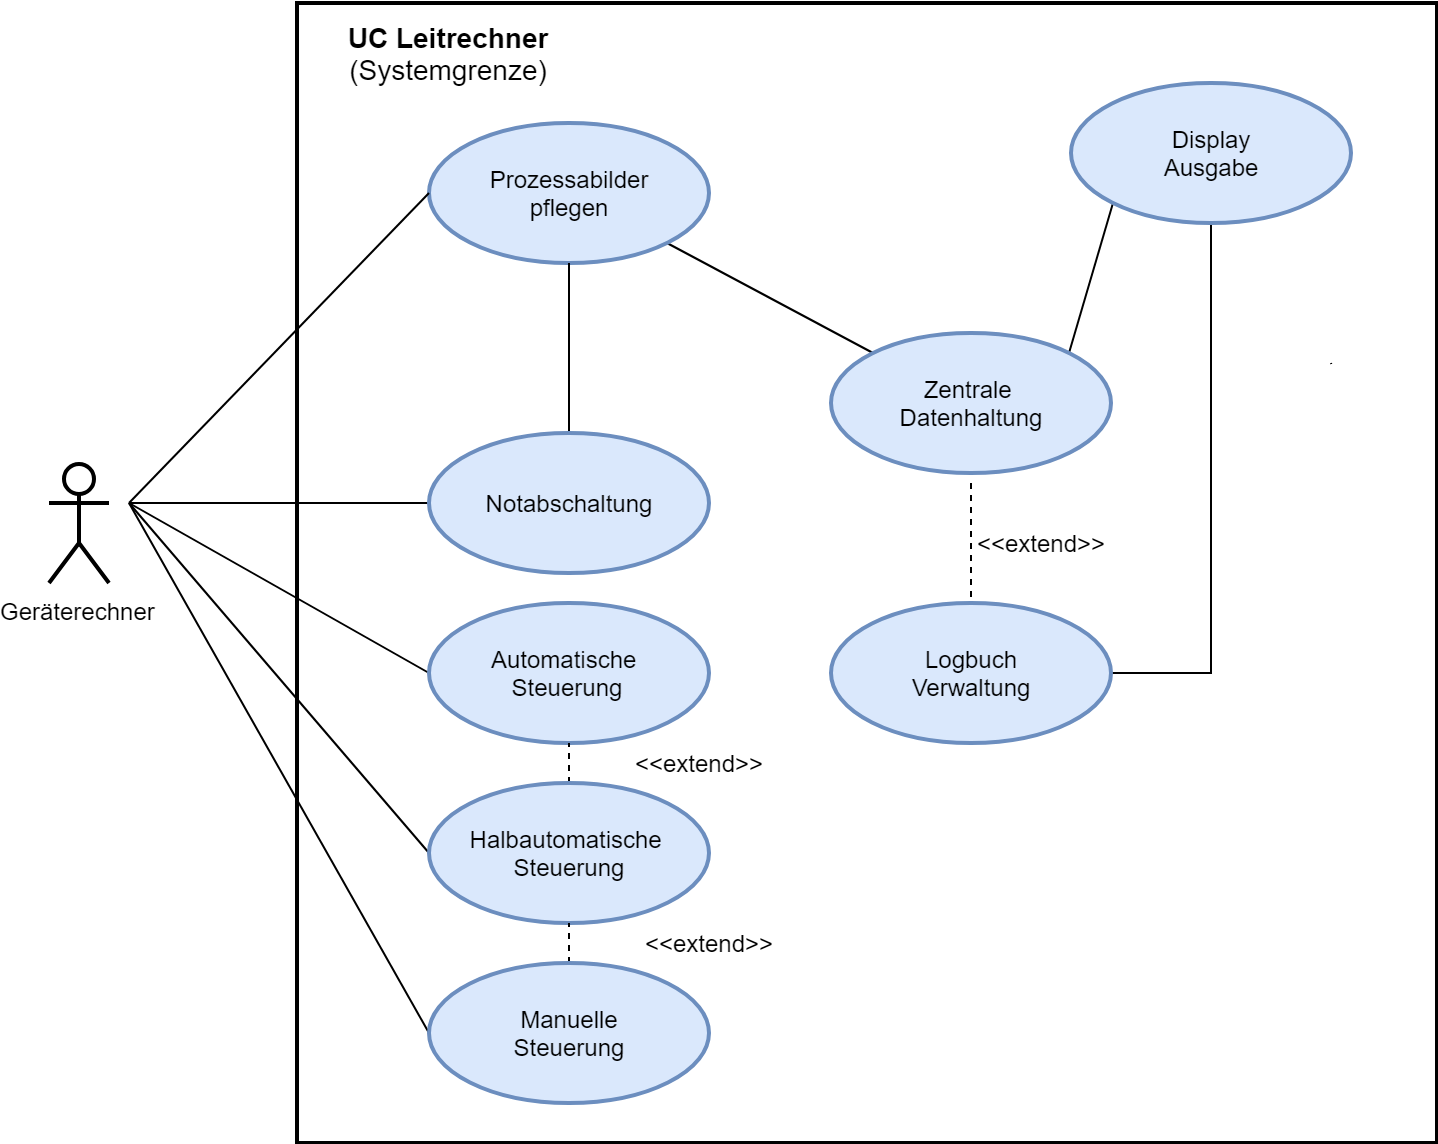 UC Leitrechner
(Systemgrenze)
Display
Ausgabe
Prozessabilder
pflegen
Zentrale
Datenhaltung
Notabschaltung
<<extend>>
Geräterechner
Automatische
Steuerung
Logbuch
Verwaltung
<<extend>>
Halbautomatische
Steuerung
<<extend>>
Manuelle
Steuerung